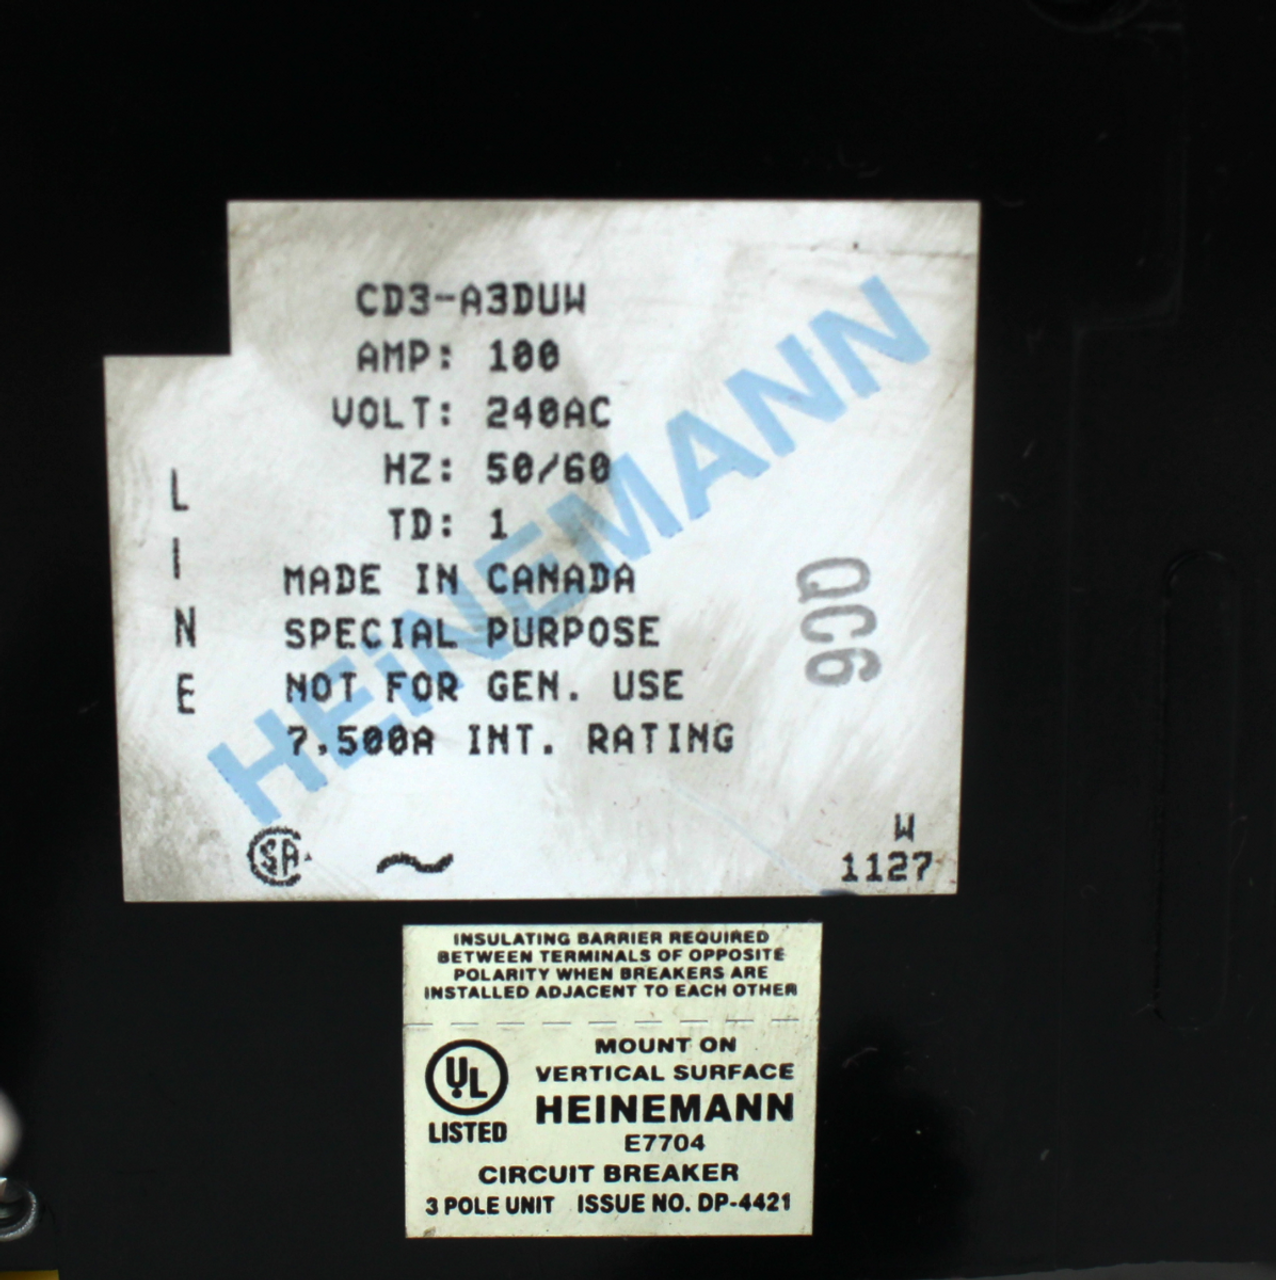 CD3-A3DUW
AMP: 100
VOLT: 240AC
HZ: 50/60
TD: 1
MADE IN CANADA
SPECIAL PURPOSE
NOT FOR GEN. USE
7,500A INT. RATING
LINE
HEiNEMANN
QC6
SA
W
1127
INSULATING BARRIER REQUIRED
BETWEEN TERMINALS OF OPPOSITE
POLARITY WHEN BREAKERS ARE
INSTALLED ADJACENT TO EACH OTHER
UL
LISTED
MOUNT ON
VERTICAL SURFACE
HEINEMANN
E7704
CIRCUIT BREAKER
3 POLE UNIT ISSUE NO. DP-4421